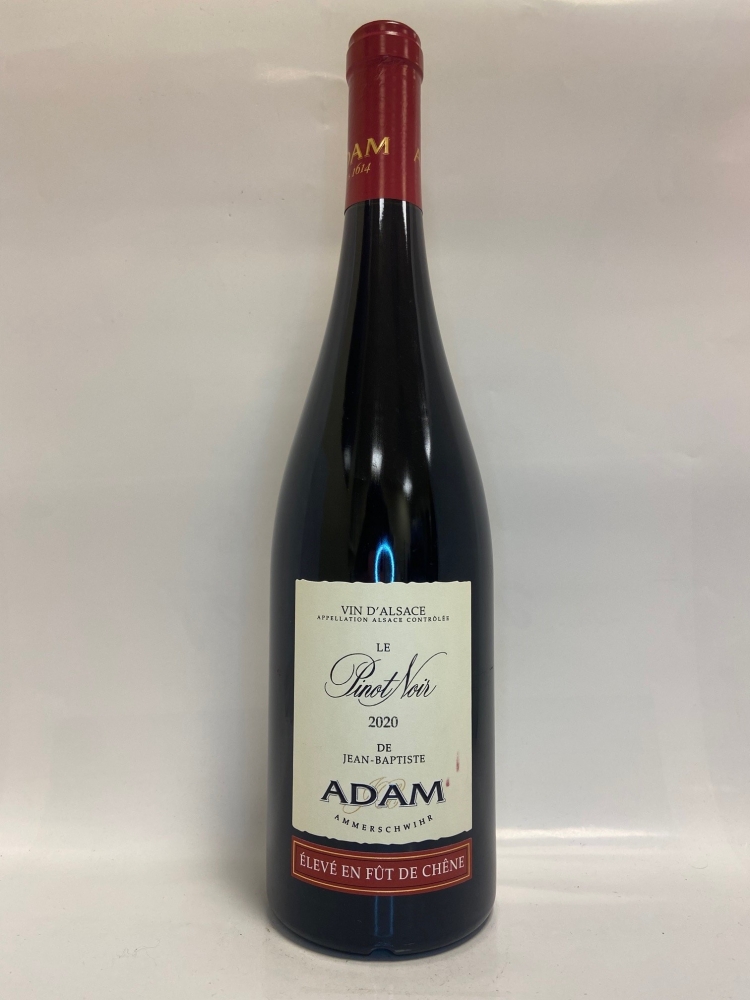 ADAM
1614
VIN D'ALSACE
APPELLATION ALSACE CONTRÔLÉE
LE
Pinot Noir
2020
DE
JEAN-BAPTISTE
ADAM
AMMERSCHWIHR
ÉLEVÉ EN FÛT DE CHÊNE